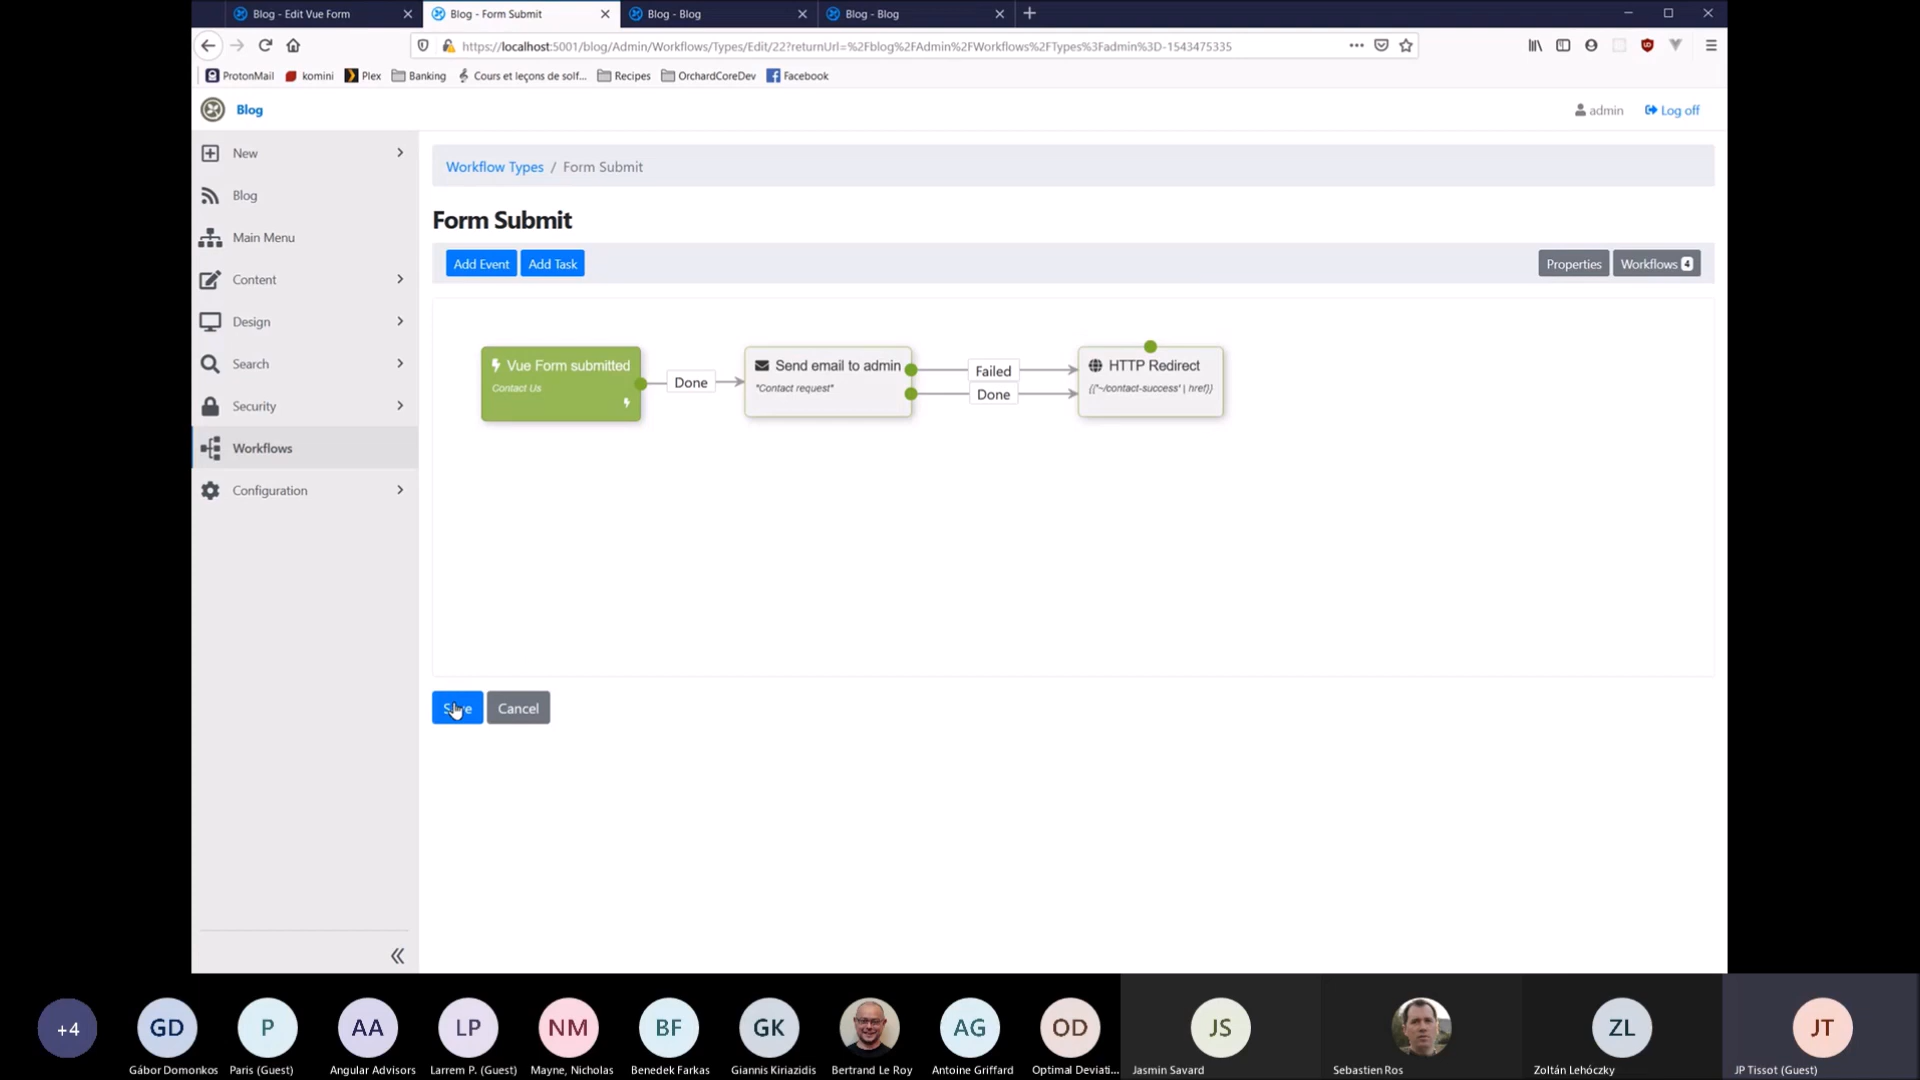 Blog - Edit Vue Form
Blog - Form Submit
Blog - Blog
Blog - Blog
https://localhost:5001/blog/Admin/Workflows/Types/Edit/22?returnUrl=%2Fblog%2FAdmin%2FWorkflows%2FTypes%3Fadmin%3D-1543475335
ProtonMail
komini
Plex
Banking
Cours et leçons de solf...
Recipes
OrchardCoreDev
Facebook
Blog
admin
Log off
New
Blog
Main Menu
Content
Design
Search
Security
Workflows
Configuration
Workflow Types / Form Submit
Form Submit
Add Event
Add Task
Properties
Workflows 4
Vue Form submitted
Contact Us
Done
Send email to admin
"Contact request"
Failed
Done
HTTP Redirect
{{'~/contact-success' | href}}
Save
Cancel
+4
GD
P
AA
LP
NM
BF
GK
AG
OD
JS
ZL
JT
Gábor Domonkos
Paris (Guest)
Angular Advisors
Larrem P. (Guest)
Mayne, Nicholas
Benedek Farkas
Giannis Kiriazidis
Bertrand Le Roy
Antoine Griffard
Optimal Deviati...
Jasmin Savard
Sebastien Ros
Zoltán Lehóczky
JP Tissot (Guest)